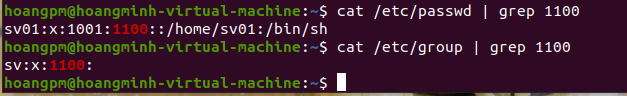 hoangpm@hoangminh-virtual-machine:~$ cat /etc/passwd | grep 1100
sv01:x:1001:1100::/home/sv01:/bin/sh
hoangpm@hoangminh-virtual-machine:~$ cat /etc/group | grep 1100
sv:x:1100:
hoangpm@hoangminh-virtual-machine:~$